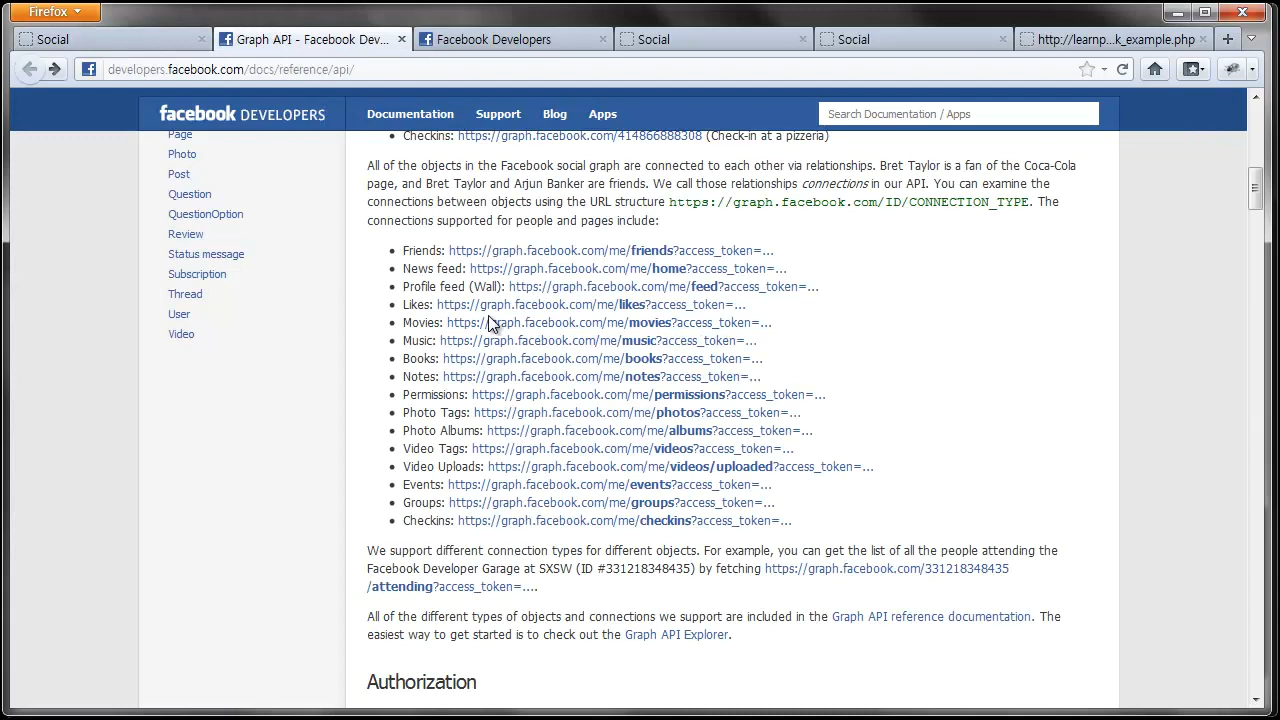 Firefox
Social
Graph API - Facebook Dev...
Facebook Developers
Social
Social
http://learnp...k_example.php
developers.facebook.com/docs/reference/api/
facebook DEVELOPERS
Documentation
Support
Blog
Apps
Search Documentation / Apps
Page
Photo
Post
Question
QuestionOption
Review
Status message
Subscription
Thread
User
Video
Checkins: https://graph.facebook.com/414866888308 (Check-in at a pizzeria)
All of the objects in the Facebook social graph are connected to each other via relationships. Bret Taylor is a fan of the Coca-Cola
page, and Bret Taylor and Arjun Banker are friends. We call those relationships connections in our API. You can examine the
connections between objects using the URL structure https://graph.facebook.com/ID/CONNECTION_TYPE. The
connections supported for people and pages include:
Friends: https://graph.facebook.com/me/friends?access_token=...
News feed: https://graph.facebook.com/me/home?access_token=...
Profile feed (Wall): https://graph.facebook.com/me/feed?access_token=...
Likes: https://graph.facebook.com/me/likes?access_token=...
Movies: https://graph.facebook.com/me/movies?access_token=...
Music: https://graph.facebook.com/me/music?access_token=...
Books: https://graph.facebook.com/me/books?access_token=...
Notes: https://graph.facebook.com/me/notes?access_token=...
Permissions: https://graph.facebook.com/me/permissions?access_token=...
Photo Tags: https://graph.facebook.com/me/photos?access_token=...
Photo Albums: https://graph.facebook.com/me/albums?access_token=...
Video Tags: https://graph.facebook.com/me/videos?access_token=...
Video Uploads: https://graph.facebook.com/me/videos/uploaded?access_token=...
Events: https://graph.facebook.com/me/events?access_token=...
Groups: https://graph.facebook.com/me/groups?access_token=...
Checkins: https://graph.facebook.com/me/checkins?access_token=...
We support different connection types for different objects. For example, you can get the list of all the people attending the
Facebook Developer Garage at SXSW (ID #331218348435) by fetching https://graph.facebook.com/331218348435
/attending?access_token=....
All of the different types of objects and connections we support are included in the Graph API reference documentation. The
easiest way to get started is to check out the Graph API Explorer.
Authorization